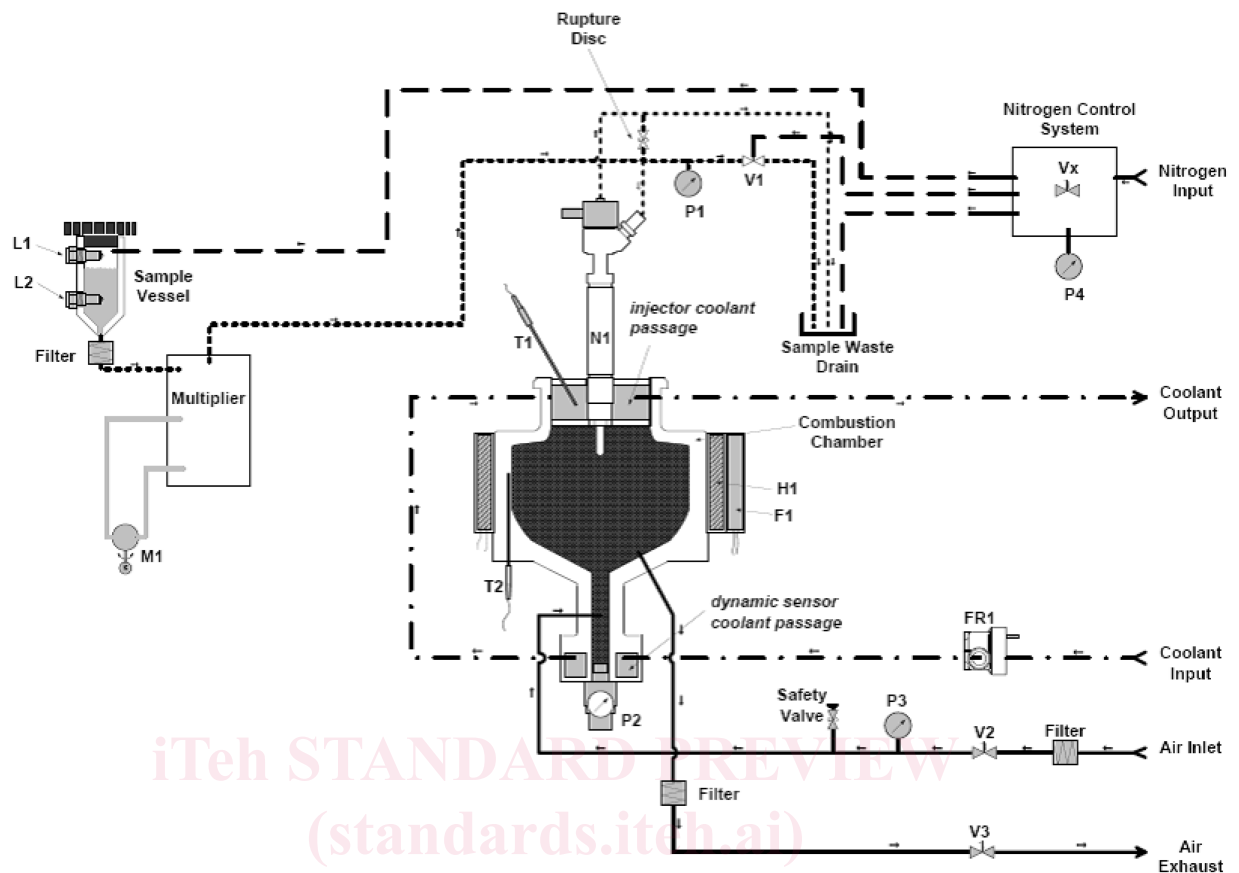 Rupture
Disc
Nitrogen Control
System
Vx
Nitrogen
Input
V1
P1
P4
L1
L2
Sample
Vessel
injector coolant
passage
T1
N1
Sample Waste
Drain
Filter
Multiplier
Coolant
Output
Combustion
Chamber
H1
F1
M1
T2
dynamic sensor
coolant passage
FR1
Coolant
Input
Safety
Valve
P3
P2
V2
Filter
Air Inlet
iTeh STANDARD PREVIEW
Filter
(standards.iteh.ai)
V3
Air
Exhaust